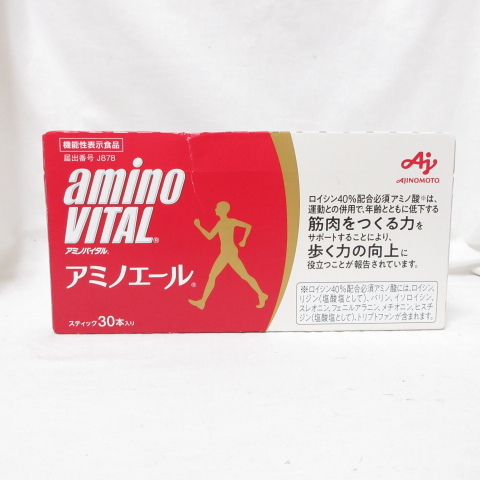 機能性表示食品
届出番号 J878
amino
VITAL®
アミノバイタル®
アミノエール®
スティック30本入り
Aj
AJINOMOTO
ロイシン40%配合必須アミノ酸※は、
運動との併用で、年齢とともに低下する
筋肉をつくる力を
サポートすることにより、
歩く力の向上に
役立つことが報告されています。
※ロイシン40%配合必須アミノ酸には、ロイシン、
リジン(塩酸塩として)、バリン、イソロイシン、
スレオニン、フェニルアラニン、メチオニン、ヒスチ
ジン(塩酸塩として)、トリプトファンが含まれます。